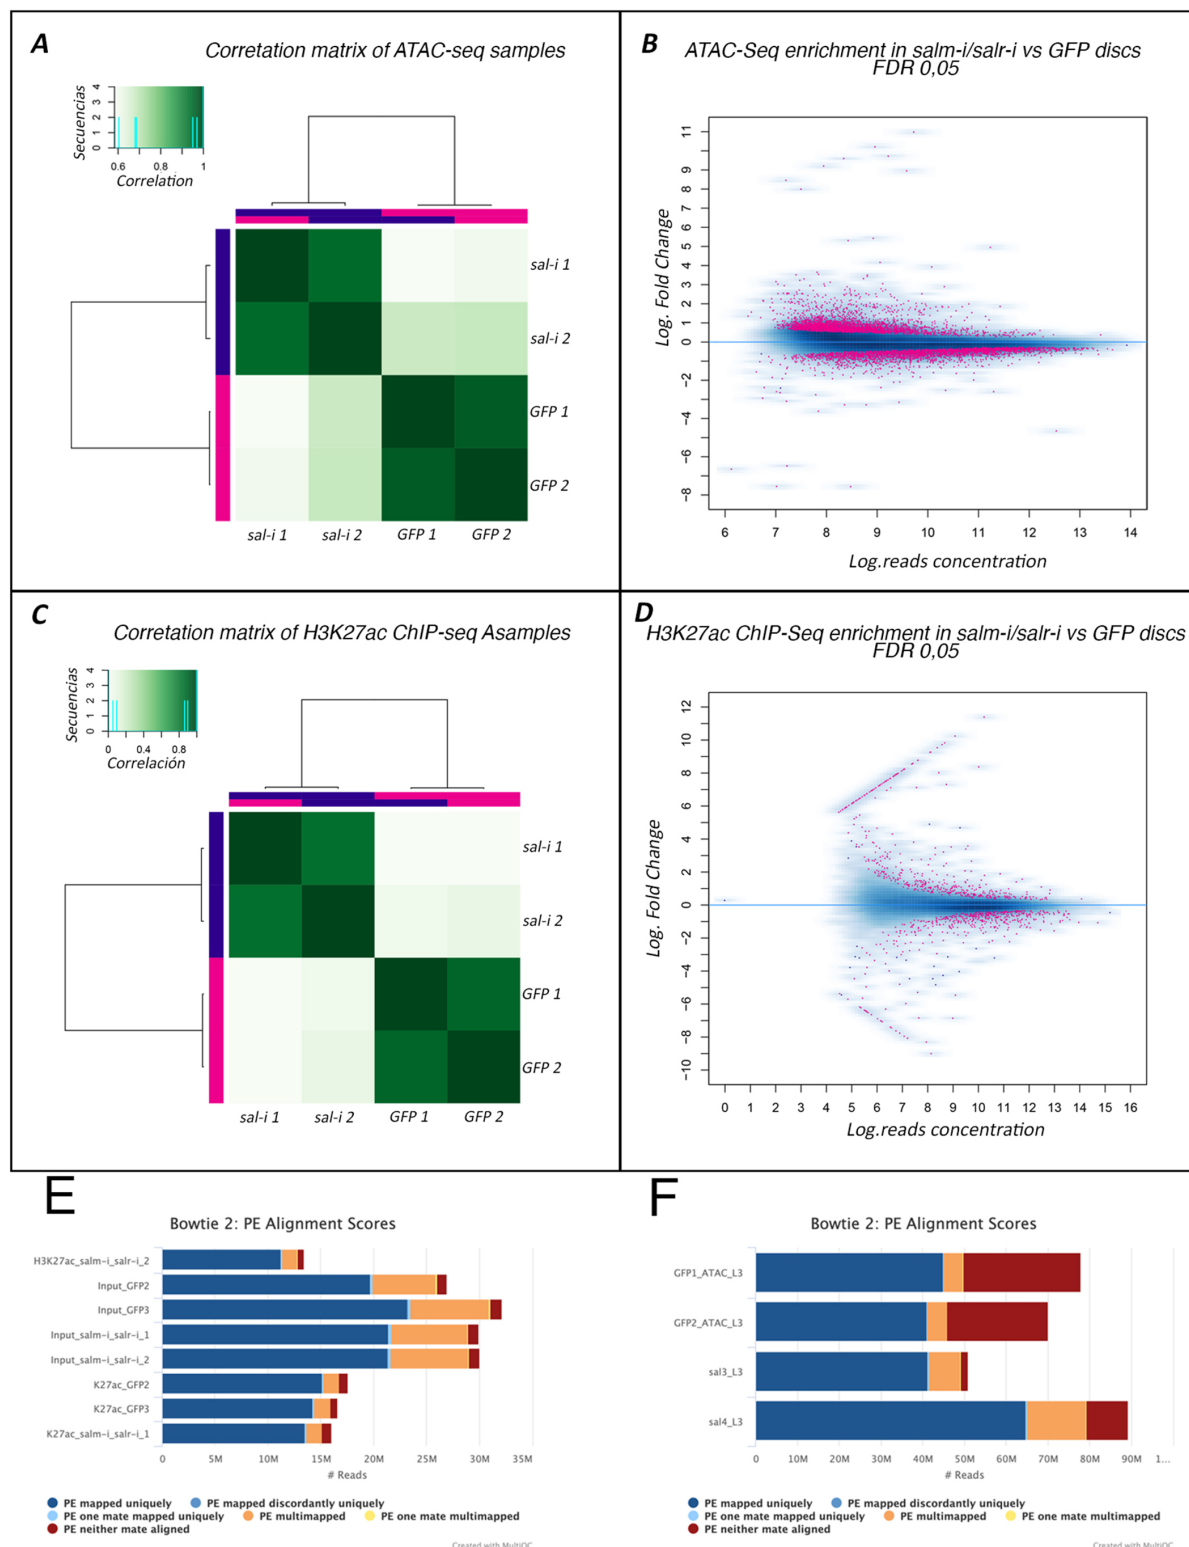 A
Corretation matrix of ATAC-seq samples
Secuencias
0 1 2 3 4
0.6 0.8 1
Correlation
sal-i 1
sal-i 2
GFP 1
GFP 2
sal-i 1 sal-i 2 GFP 1 GFP 2
B
ATAC-Seq enrichment in salm-i/salr-i vs GFP discs
FDR 0,05
Log. Fold Change
11
9
8
7
6
5
4
3
2
1
0
−2
−4
−6
−8
6 7 8 9 10 11 12 13 14
Log.reads concentration
C
Corretation matrix of H3K27ac ChIP-seq Asamples
Secuencias
0 1 2 3 4
0 0.4 0.8
Correlación
sal-i 1
sal-i 2
GFP 1
GFP 2
sal-i 1 sal-i 2 GFP 1 GFP 2
D
H3K27ac ChIP-Seq enrichment in salm-i/salr-i vs GFP discs
FDR 0,05
Log. Fold Change
12
10
8
6
4
2
0
−2
−4
−6
−8
−10
0 1 2 3 4 5 6 7 8 9 10 11 12 13 14 15 16
Log.reads concentration
E
Bowtie 2: PE Alignment Scores
H3K27ac_salm-i_salr-i_2
Input_GFP2
Input_GFP3
Input_salm-i_salr-i_1
Input_salm-i_salr-i_2
K27ac_GFP2
K27ac_GFP3
K27ac_salm-i_salr-i_1
0 5M 10M 15M 20M 25M 30M 35M
# Reads
PE mapped uniquely PE mapped discordantly uniquely
PE one mate mapped uniquely PE multimapped PE one mate multimapped
PE neither mate aligned
Created with MultiQC
F
Bowtie 2: PE Alignment Scores
GFP1_ATAC_L3
GFP2_ATAC_L3
sal3_L3
sal4_L3
0 10M 20M 30M 40M 50M 60M 70M 80M 90M 1...
# Reads
PE mapped uniquely PE mapped discordantly uniquely
PE one mate mapped uniquely PE multimapped PE one mate multimapped
PE neither mate aligned
Created with MultiQC